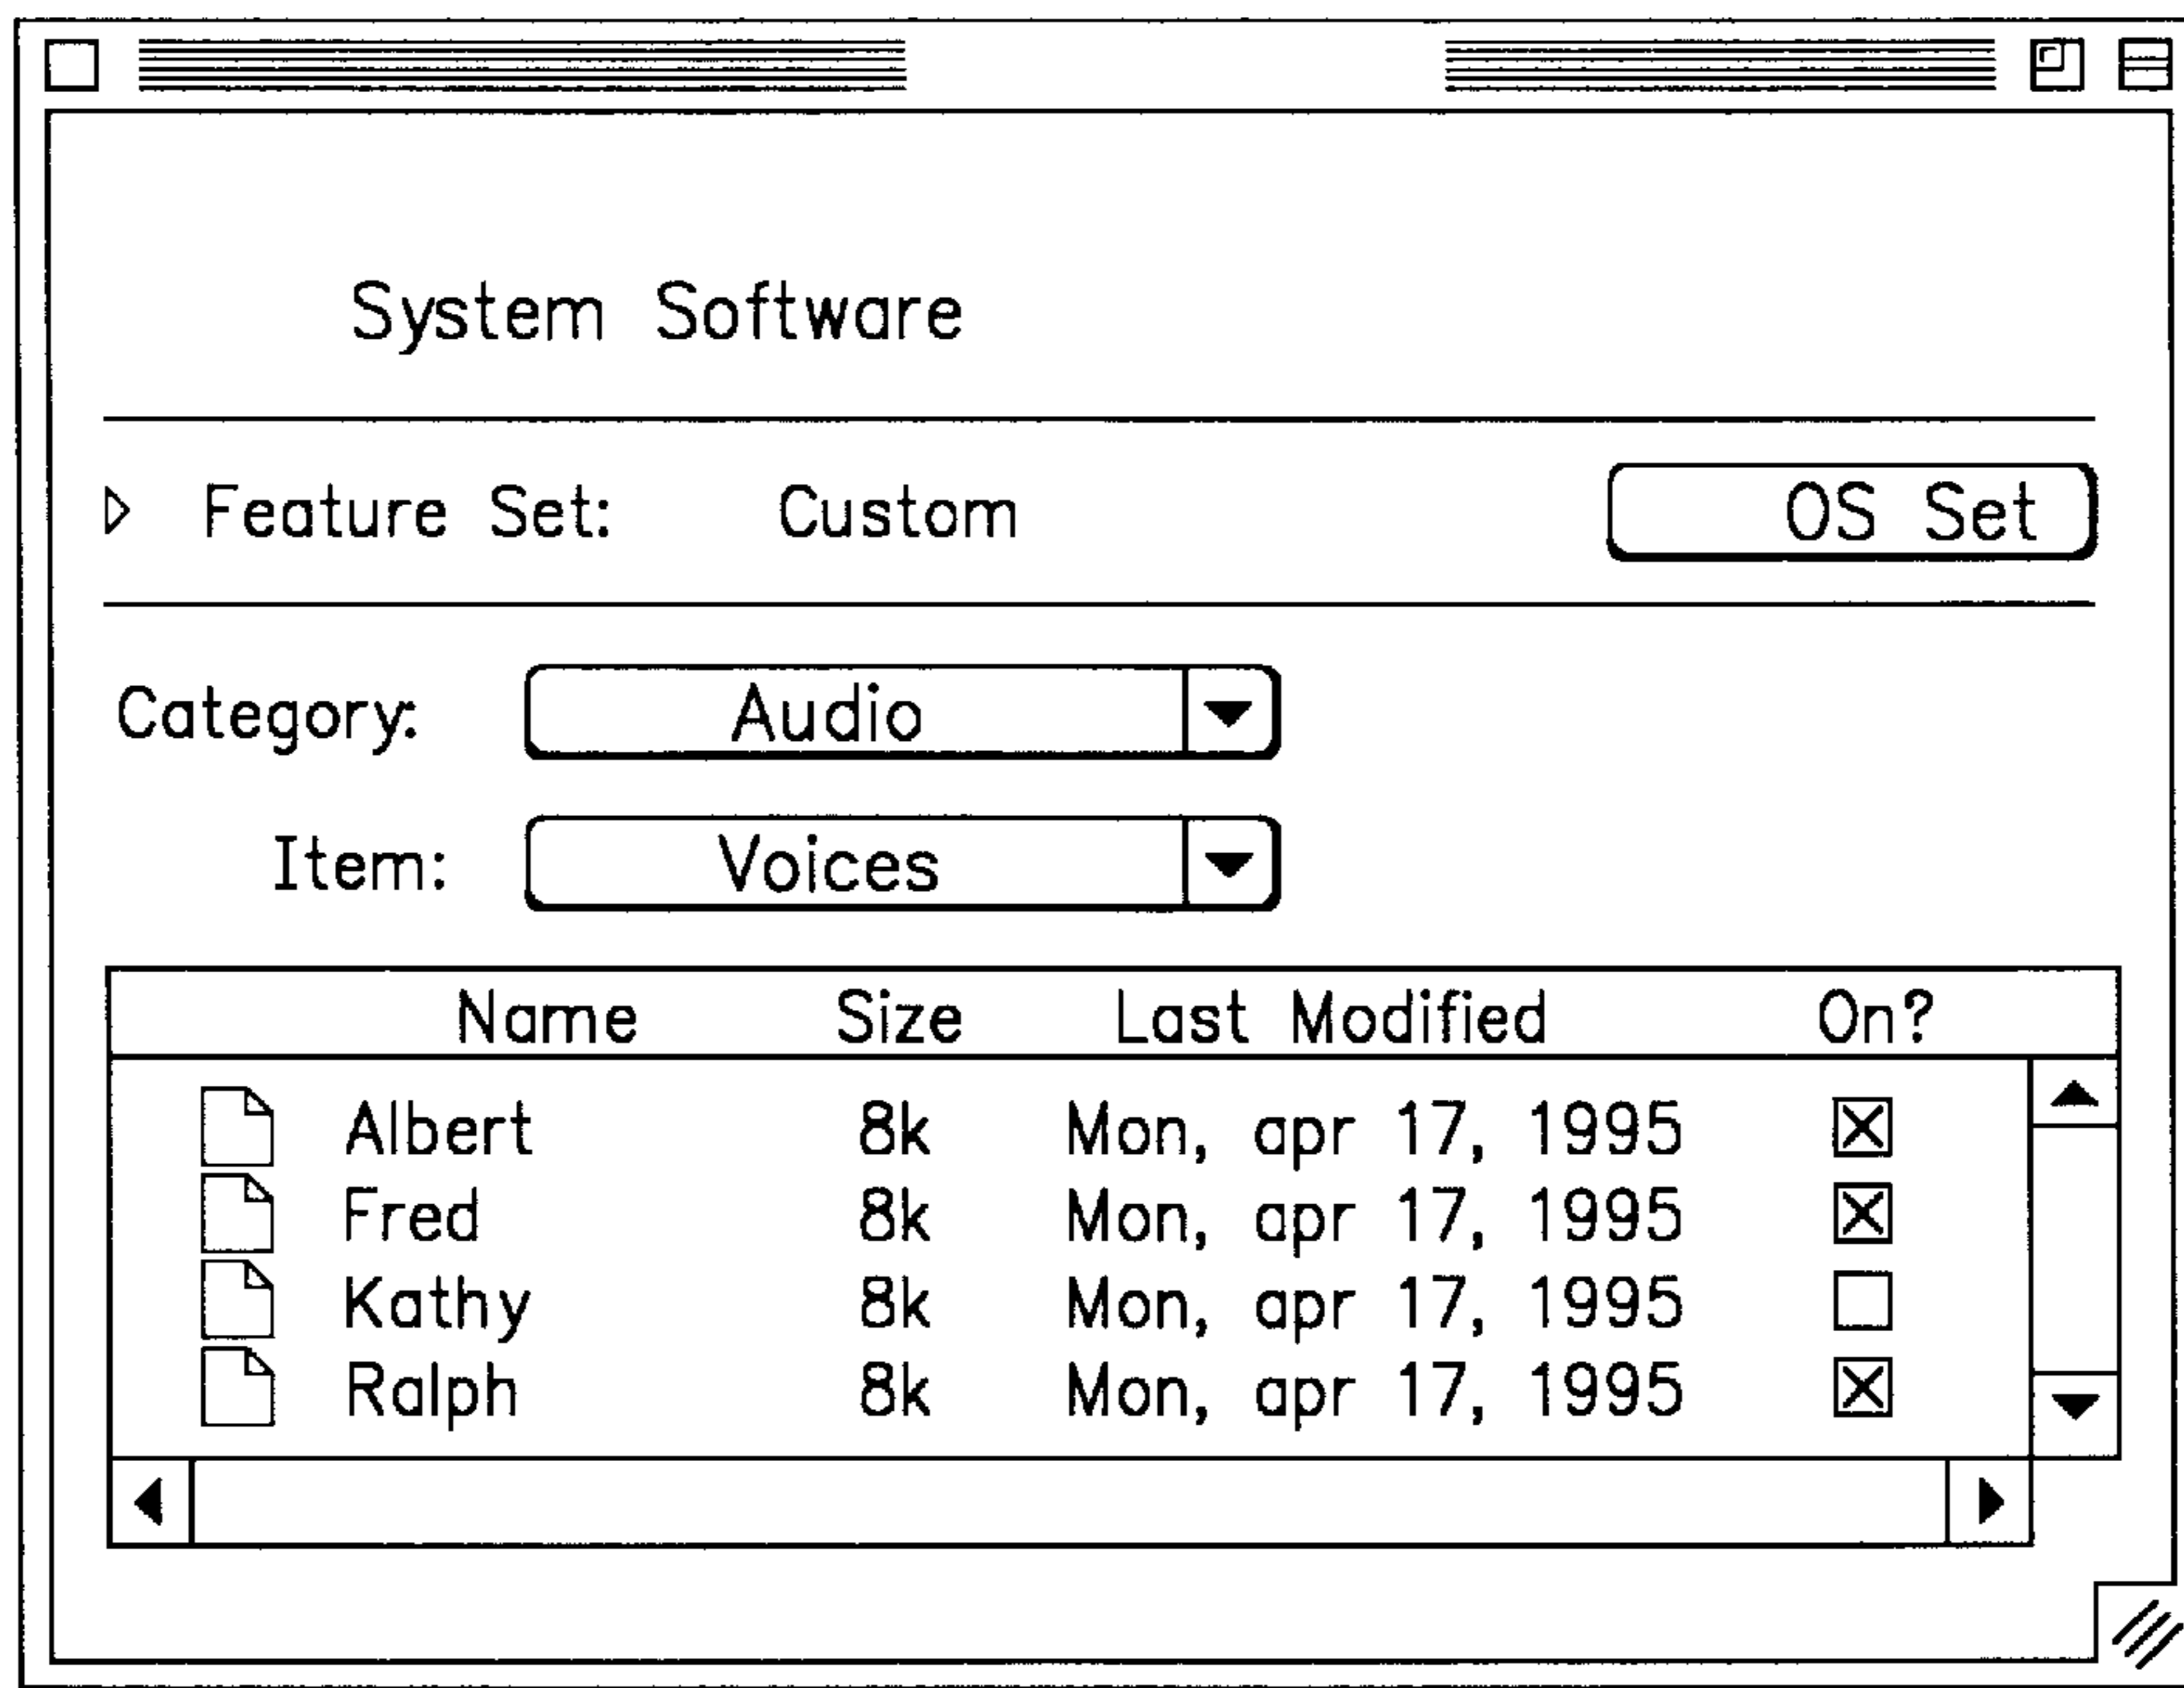 System Software
Feature Set: Custom OS Set
Category: Audio
Item: Voices
Name Size Last Modified On?
Albert 8k Mon, apr 17, 1995
Fred 8k Mon, apr 17, 1995
Kathy 8k Mon, apr 17, 1995
Ralph 8k Mon, apr 17, 1995